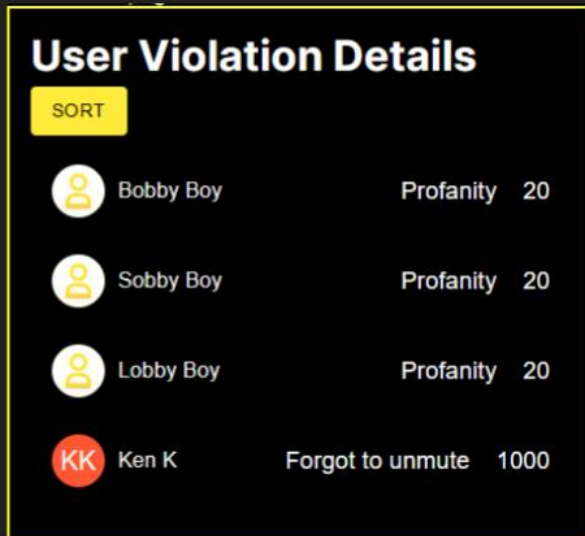 User Violation Details
SORT
Bobby Boy Profanity 20
Sobby Boy Profanity 20
Lobby Boy Profanity 20
KK Ken K Forgot to unmute 1000